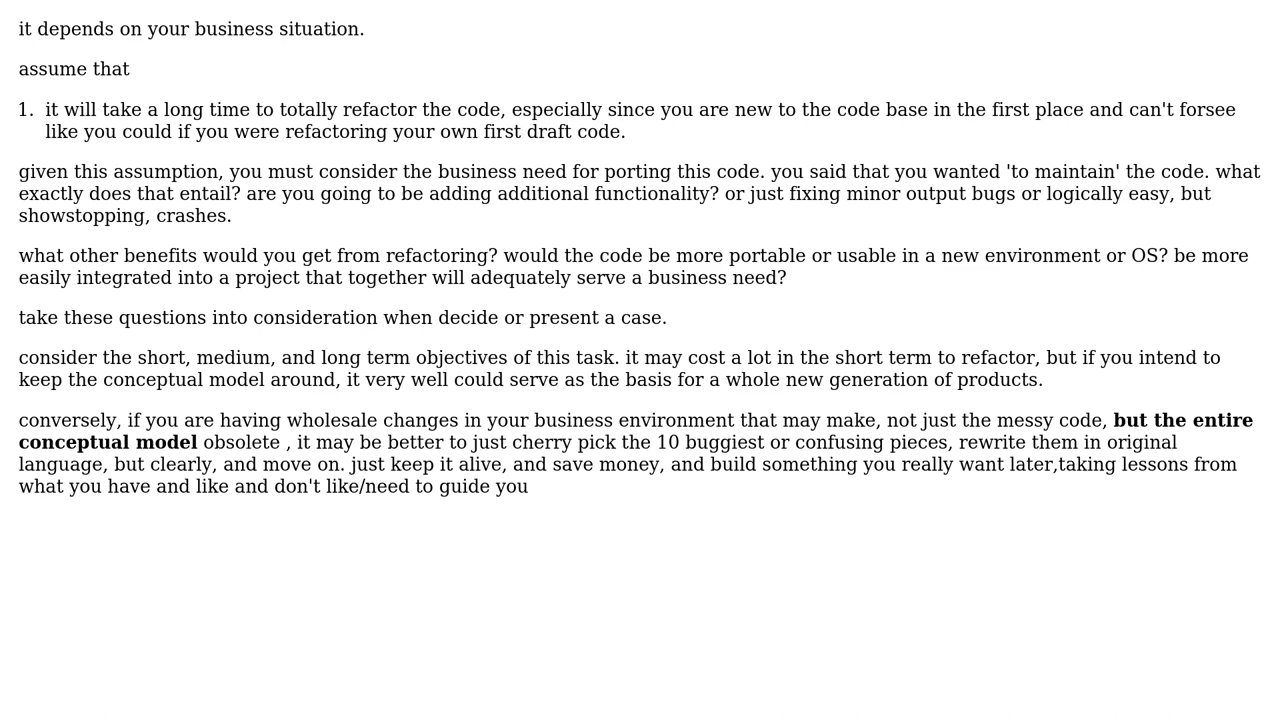 it depends on your business situation.
assume that
1. it will take a long time to totally refactor the code, especially since you are new to the code base in the first place and can't forsee
like you could if you were refactoring your own first draft code.
given this assumption, you must consider the business need for porting this code. you said that you wanted 'to maintain' the code. what
exactly does that entail? are you going to be adding additional functionality? or just fixing minor output bugs or logically easy, but
showstopping, crashes.
what other benefits would you get from refactoring? would the code be more portable or usable in a new environment or OS? be more
easily integrated into a project that together will adequately serve a business need?
take these questions into consideration when decide or present a case.
consider the short, medium, and long term objectives of this task. it may cost a lot in the short term to refactor, but if you intend to
keep the conceptual model around, it very well could serve as the basis for a whole new generation of products.
conversely, if you are having wholesale changes in your business environment that may make, not just the messy code, but the entire
conceptual model obsolete , it may be better to just cherry pick the 10 buggiest or confusing pieces, rewrite them in original
language, but clearly, and move on. just keep it alive, and save money, and build something you really want later,taking lessons from
what you have and like and don't like/need to guide you